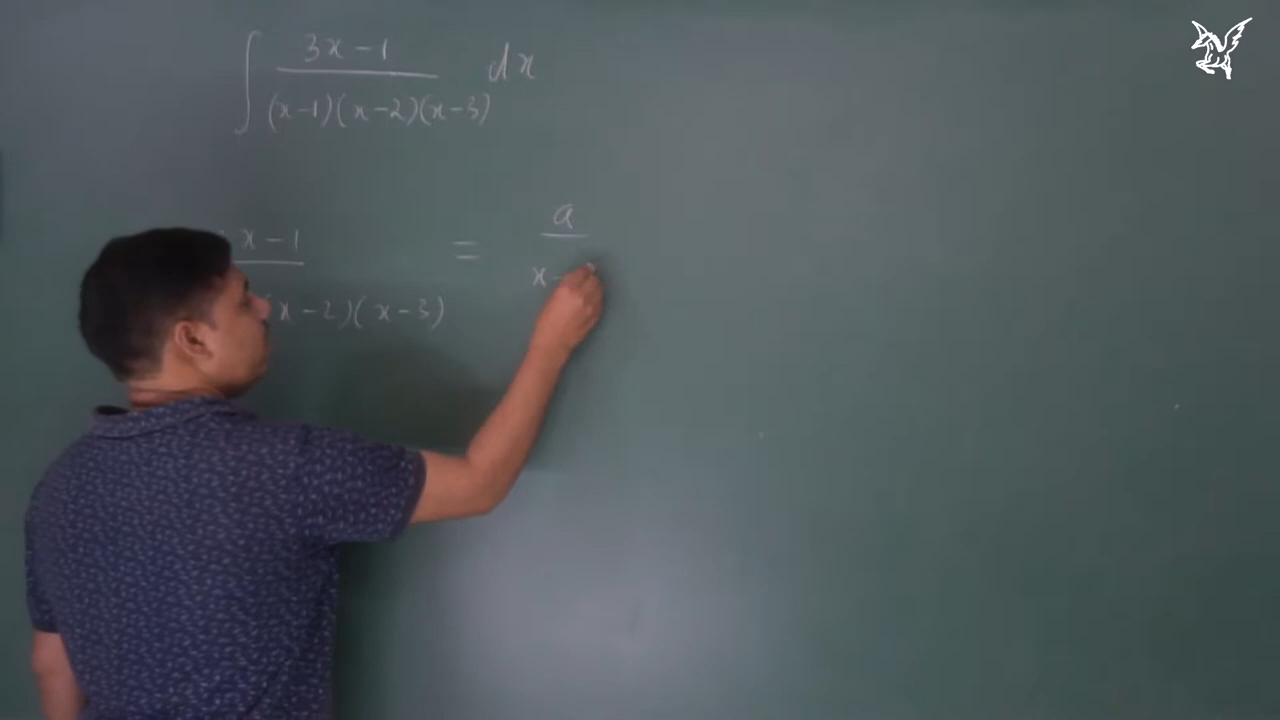 ∫ 3x-1 / (x-1)(x-2)(x-3) dx
x-1 / (x-2)(x-3) = a / x-